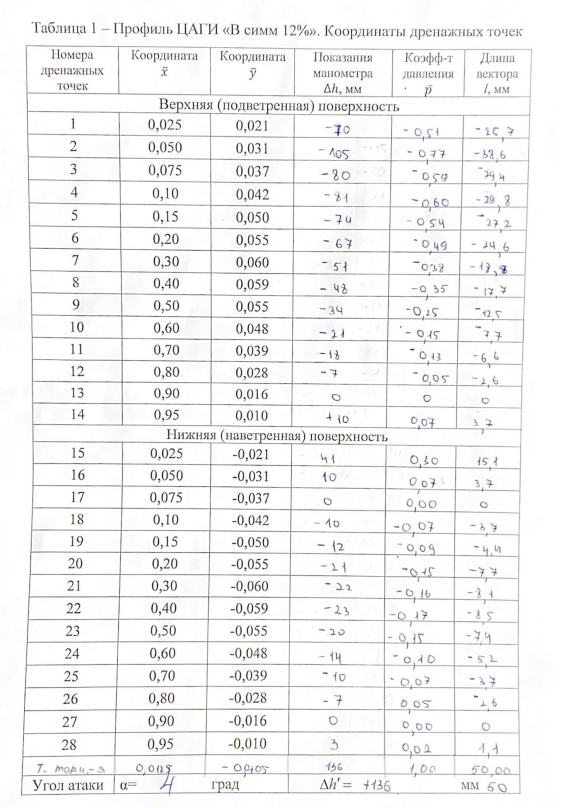 Таблица 1 – Профиль ЦАГИ «В симм 12%». Координаты дренажных точек
Номера дренажных точек Координата x̄ Координата ȳ Показания манометра Δh, мм Коэфф-т давления p̄ Длина вектора l, мм
Верхняя (подветренная) поверхность
1 0,025 0,021 -70 -0,51 -25,7
2 0,050 0,031 -105 -0,77 -38,6
3 0,075 0,037 -80 -0,59 -29,4
4 0,10 0,042 -81 -0,60 -29,8
5 0,15 0,050 -74 -0,54 -27,2
6 0,20 0,055 -67 -0,49 -24,6
7 0,30 0,060 -51 -0,38 -18,8
8 0,40 0,059 -48 -0,35 -17,7
9 0,50 0,055 -34 -0,25 -12,5
10 0,60 0,048 -21 -0,15 -7,7
11 0,70 0,039 -18 -0,13 -6,6
12 0,80 0,028 -7 -0,05 -2,6
13 0,90 0,016 0 0 0
14 0,95 0,010 +10 0,07 3,7
Нижняя (наветренная) поверхность
15 0,025 -0,021 41 0,30 15,1
16 0,050 -0,031 10 0,07 3,7
17 0,075 -0,037 0 0,00 0
18 0,10 -0,042 -10 -0,07 -3,7
19 0,15 -0,050 -12 -0,09 -4,4
20 0,20 -0,055 -21 -0,15 -7,7
21 0,30 -0,060 -22 -0,16 -8,1
22 0,40 -0,059 -23 -0,17 -8,5
23 0,50 -0,055 -20 -0,15 -7,4
24 0,60 -0,048 -14 -0,10 -5,2
25 0,70 -0,039 -10 -0,07 -3,7
26 0,80 -0,028 -7 0,05 -2,6
27 0,90 -0,016 0 0,00 0
28 0,95 -0,010 3 0,02 1,1
Т. 136 1,00 50,00
Угол атаки α= 4 град Δh' = +136 мм 50